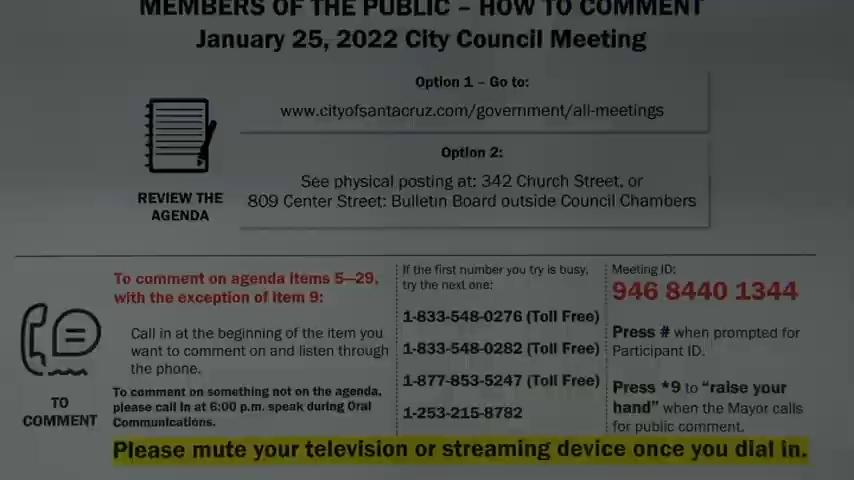 MEMBERS OF THE PUBLIC – HOW TO COMMENT
January 25, 2022 City Council Meeting
REVIEW THE
AGENDA
Option 1 – Go to:
www.cityofsantacruz.com/government/all-meetings
Option 2:
See physical posting at: 342 Church Street, or
809 Center Street: Bulletin Board outside Council Chambers
TO
COMMENT
To comment on agenda items 5–29,
with the exception of item 9:
Call in at the beginning of the item you
want to comment on and listen through
the phone.
To comment on something not on the agenda,
please call in at 6:00 p.m. speak during Oral
Communications.
If the first number you try is busy,
try the next one:
1-833-548-0276 (Toll Free)
1-833-548-0282 (Toll Free)
1-877-853-5247 (Toll Free)
1-253-215-8782
Meeting ID:
946 8440 1344
Press # when prompted for
Participant ID.
Press *9 to “raise your
hand” when the Mayor calls
for public comment.
Please mute your television or streaming device once you dial in.